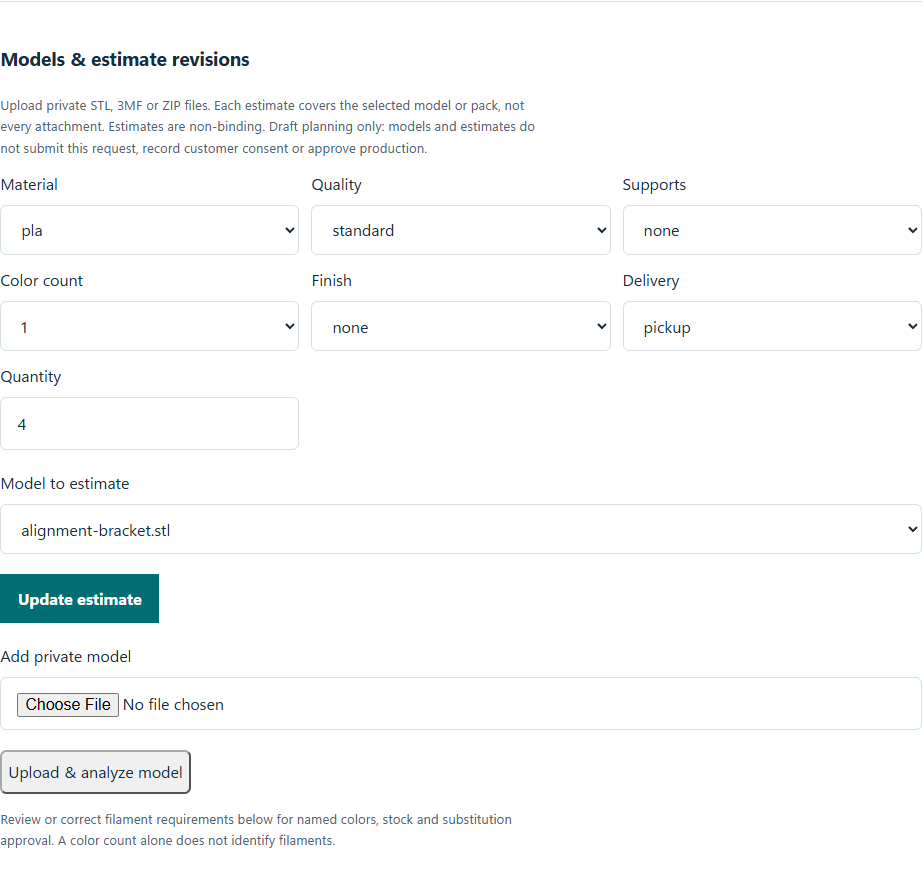 Models & estimate revisions
Upload private STL, 3MF or ZIP files. Each estimate covers the selected model or pack, not
every attachment. Estimates are non-binding. Draft planning only: models and estimates do
not submit this request, record customer consent or approve production.
Material
Quality
Supports
pla
standard
none
Color count
Finish
Delivery
1
none
pickup
Quantity
4
Model to estimate
alignment-bracket.stl
Update estimate
Add private model
Choose File No file chosen
Upload & analyze model
Review or correct filament requirements below for named colors, stock and substitution
approval. A color count alone does not identify filaments.